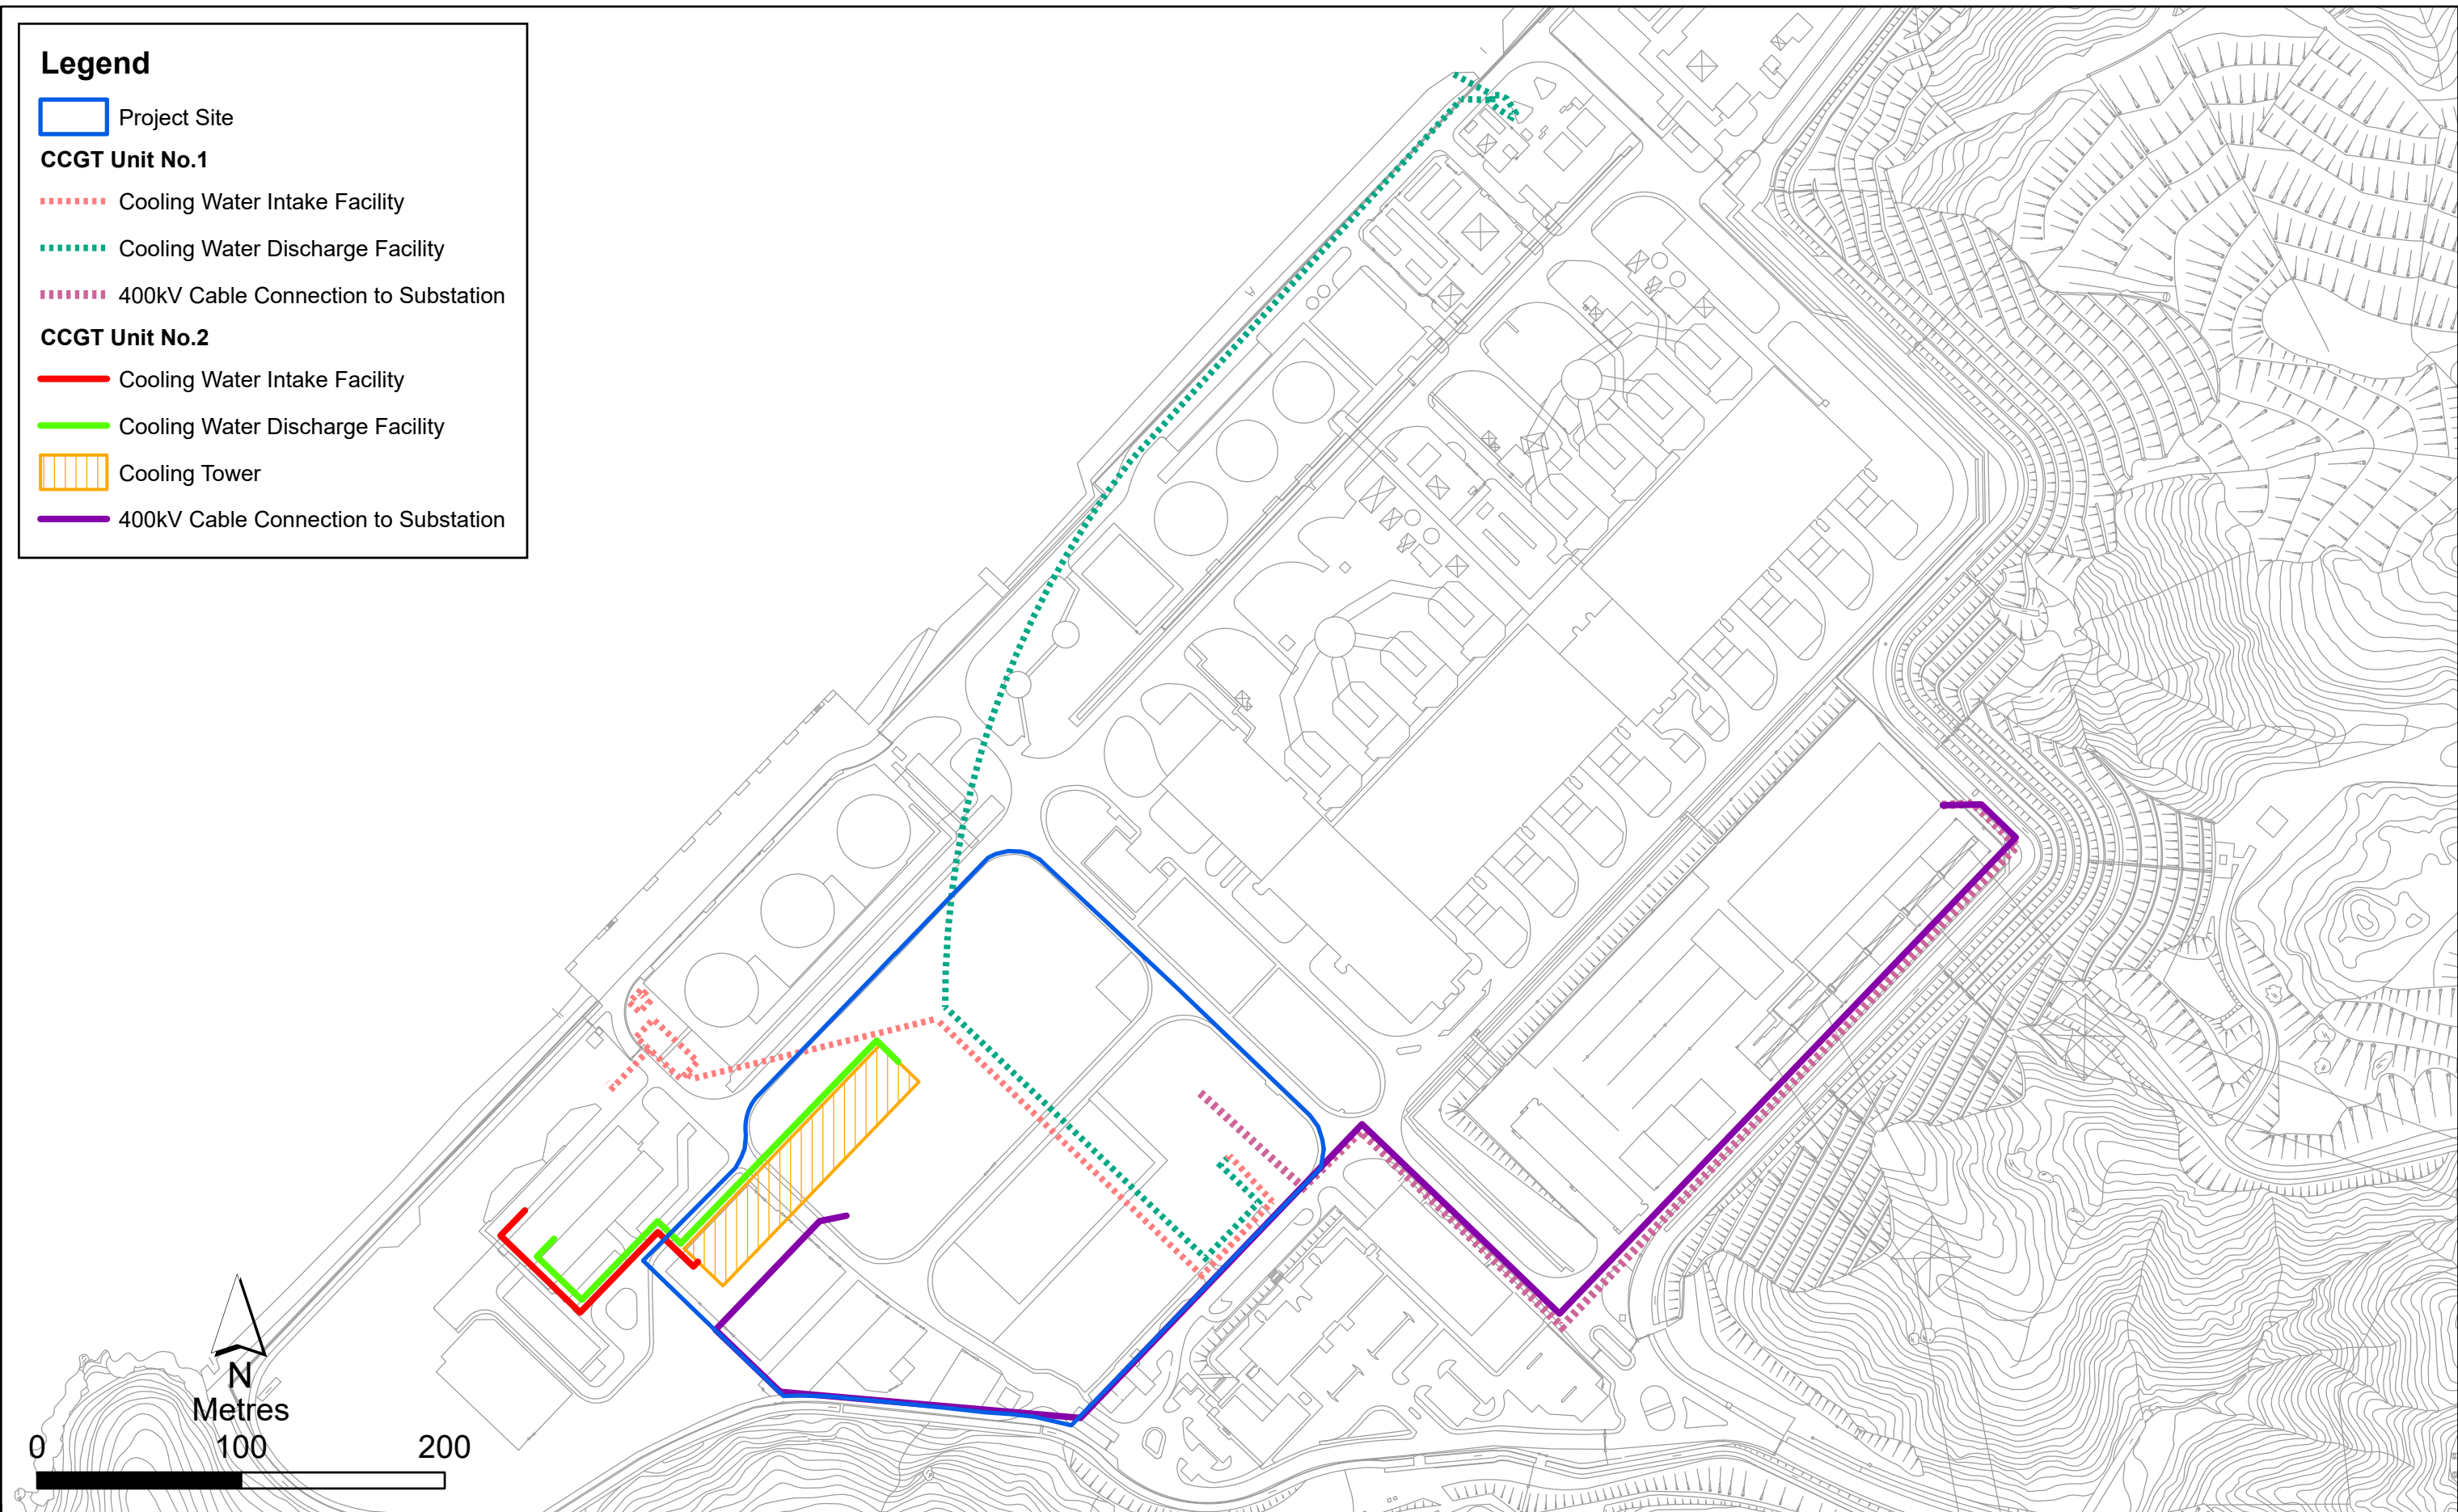 Legend
Project Site
CCGT Unit No.1
Cooling Water Intake Facility
Cooling Water Discharge Facility
400kV Cable Connection to Substation
CCGT Unit No.2
Cooling Water Intake Facility
Cooling Water Discharge Facility
Cooling Tower
400kV Cable Connection to Substation
N
Metres
0 100 200